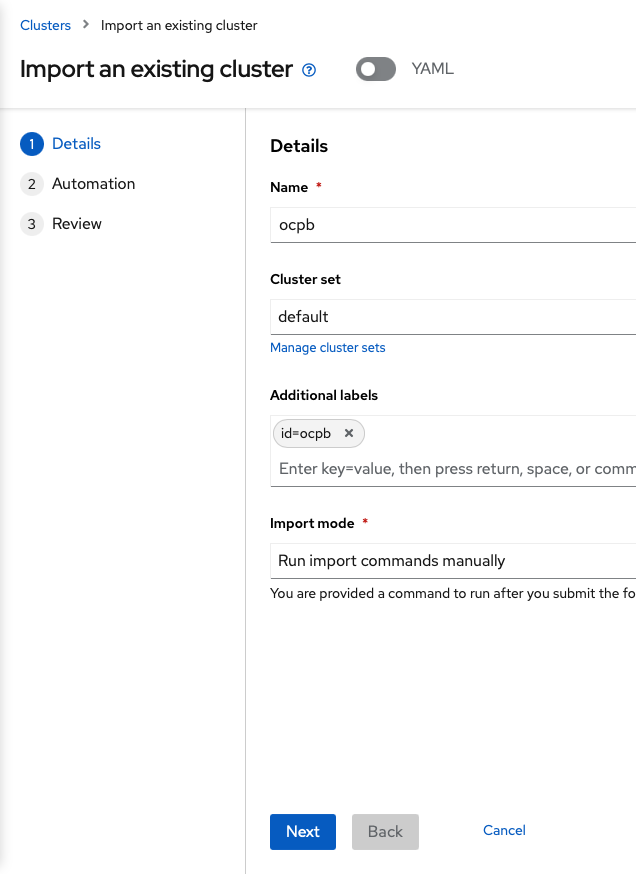 Clusters > Import an existing cluster
Import an existing cluster
YAML
1 Details
2 Automation
3 Review
Details
Name *
ocpb
Cluster set
default
Manage cluster sets
Additional labels
id=ocpb
Enter key=value, then press return, space, or comm
Import mode *
Run import commands manually
You are provided a command to run after you submit the fo
Next
Back
Cancel